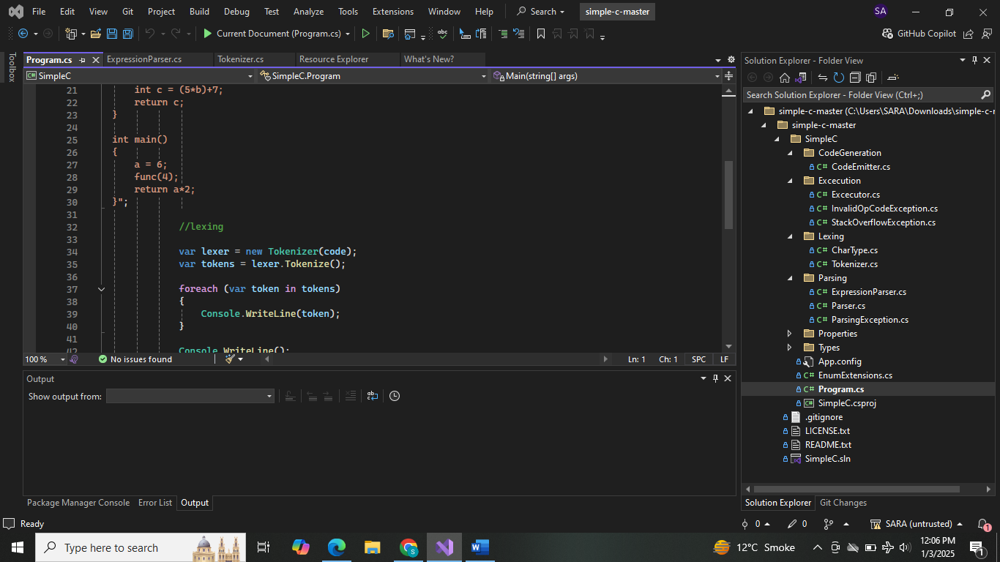 File Edit View Git Project Build Debug Test Analyze Tools Extensions Window Help Search simple-c-master SA
Current Document (Program.cs) abc GitHub Copilot
Toolbox
Program.cs ExpressionParser.cs Tokenizer.cs Resource Explorer What's New?
C# SimpleC SimpleC.Program Main(string[] args)
21 int c = (5*b)+7;
22 return c;
23 }
24
25 int main()
26 {
27 a = 6;
28 func(4);
29 return a*2;
30 }";
31
32 //lexing
33
34 var lexer = new Tokenizer(code);
35 var tokens = lexer.Tokenize();
36
37 foreach (var token in tokens)
38 {
39 Console.WriteLine(token);
40 }
41
42 Console.WriteLine();
100 % No issues found Ln: 1 Ch: 1 SPC LF
Output
Show output from:
Package Manager Console Error List Output
Solution Explorer - Folder View
Search Solution Explorer - Folder View (Ctrl+;)
simple-c-master (C:\Users\SARA\Downloads\simple-c-
simple-c-master
SimpleC
CodeGeneration
C# CodeEmitter.cs
Excecution
C# Excecutor.cs
C# InvalidOpCodeException.cs
C# StackOverflowException.cs
Lexing
C# CharType.cs
C# Tokenizer.cs
Parsing
C# ExpressionParser.cs
C# Parser.cs
C# ParsingException.cs
Properties
Types
App.config
C# EnumExtensions.cs
C# Program.cs
C# SimpleC.csproj
.gitignore
LICENSE.txt
README.txt
SimpleC.sln
Solution Explorer Git Changes
Ready 0 0 SARA (untrusted) 1
Type here to search 12°C Smoke 12:06 PM
1/3/2025 1